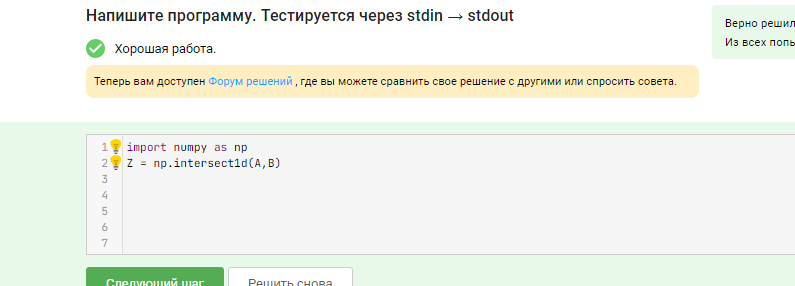 Напишите программу. Тестируется через stdin → stdout
Верно решил
Хорошая работа.
Из всех попы
Теперь вам доступен Форум решений , где вы можете сравнить свое решение с другими или спросить совета.
1 import numpy as np
2 Z = np.intersect1d(A,B)
3
4
5
6
7
Следующий шаг Решить снова